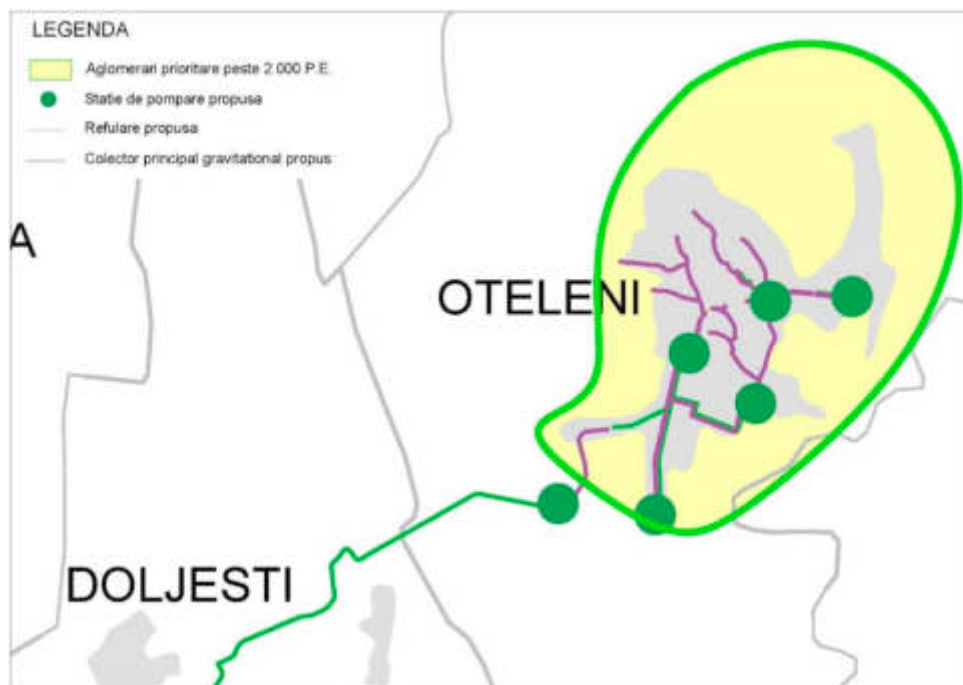 LEGENDA
Aglomerari prioritare peste 2.000 P.E.
Statie de pompare propusa
Refulare propusa
Colector principal gravitational propus
A
OTELENI
DOLJESTI